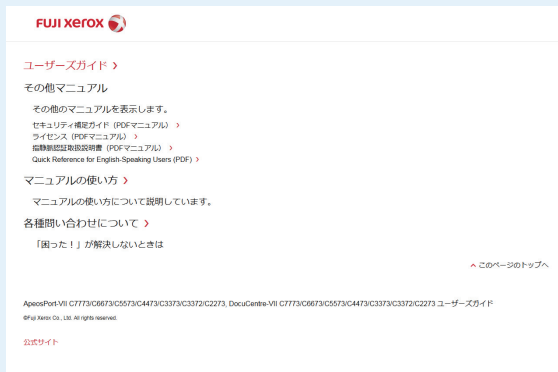 FUJI XEROX
ユーザーズガイド
その他マニュアル
その他のマニュアルを表示します。
セキュリティ補足ガイド（PDFマニュアル）
ライセンス（PDFマニュアル）
指静脈認証取扱説明書（PDFマニュアル）
Quick Reference for English-Speaking Users (PDF)
マニュアルの使い方
マニュアルの使い方について説明しています。
各種問い合わせについて
「困った！」が解決しないときは
このページのトップへ
ApeosPort-VII C7773/C6673/C5573/C4473/C3373/C3372/C2273, DocuCentre-VII C7773/C6673/C5573/C4473/C3373/C3372/C2273 ユーザーズガイド
©Fuji Xerox Co., Ltd. All rights reserved.
公式サイト